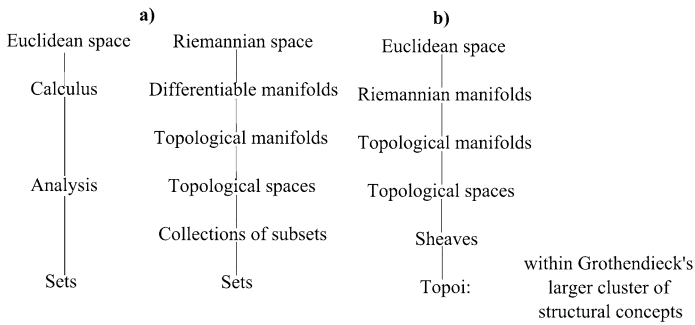 a)
Euclidean space
Calculus
Analysis
Sets
Riemannian space
Differentiable manifolds
Topological manifolds
Topological spaces
Collections of subsets
Sets
b)
Euclidean space
Riemannian manifolds
Topological manifolds
Topological spaces
Sheaves
Topoi:
within Grothendieck's
larger cluster of
structural concepts